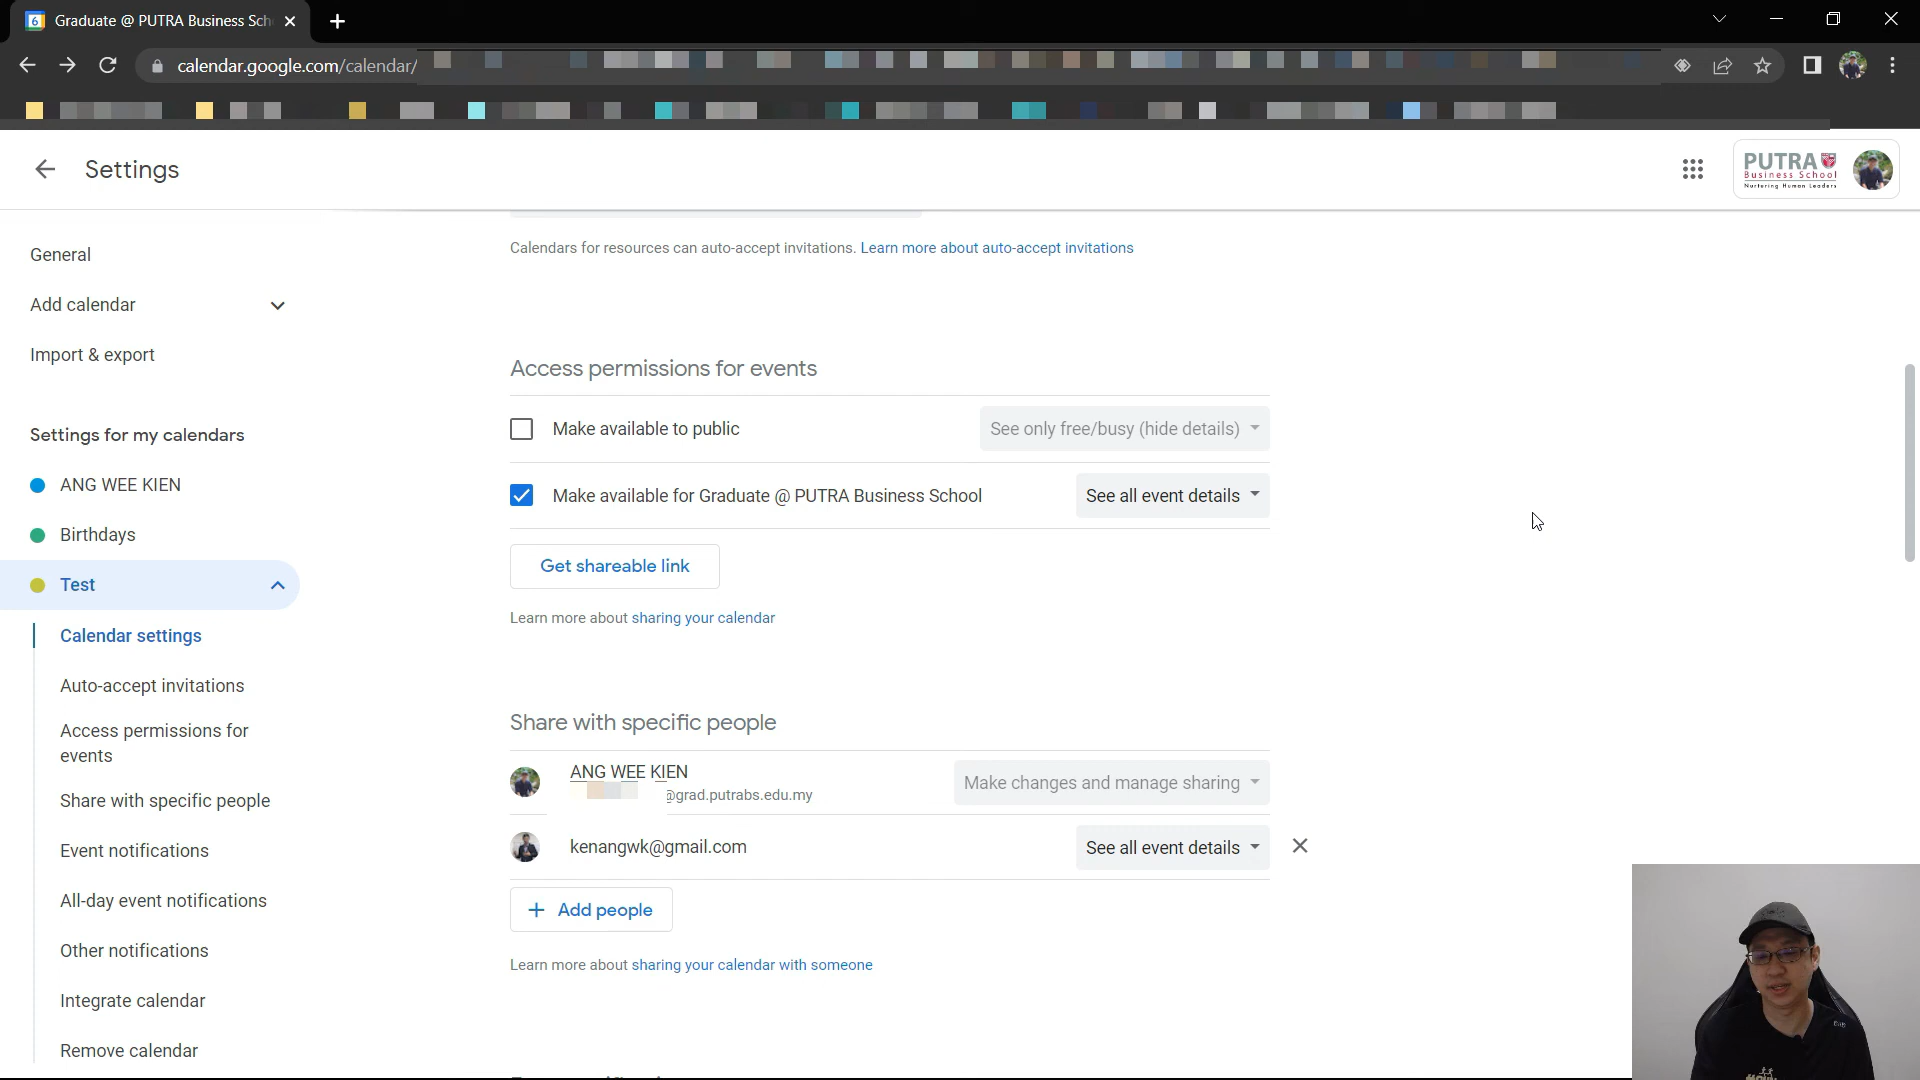 Graduate @ PUTRA Business Sch
calendar.google.com/calendar/
Settings
PUTRA
Business School
Nurturing Human Leaders
General
Add calendar
Import & export
Settings for my calendars
ANG WEE KIEN
Birthdays
Test
Calendar settings
Auto-accept invitations
Access permissions for
events
Share with specific people
Event notifications
All-day event notifications
Other notifications
Integrate calendar
Remove calendar
Calendars for resources can auto-accept invitations. Learn more about auto-accept invitations
Access permissions for events
Make available to public
See only free/busy (hide details)
Make available for Graduate @ PUTRA Business School
See all event details
Get shareable link
Learn more about sharing your calendar
Share with specific people
ANG WEE KIEN
@grad.putrabs.edu.my
Make changes and manage sharing
kenangwk@gmail.com
See all event details
Add people
Learn more about sharing your calendar with someone